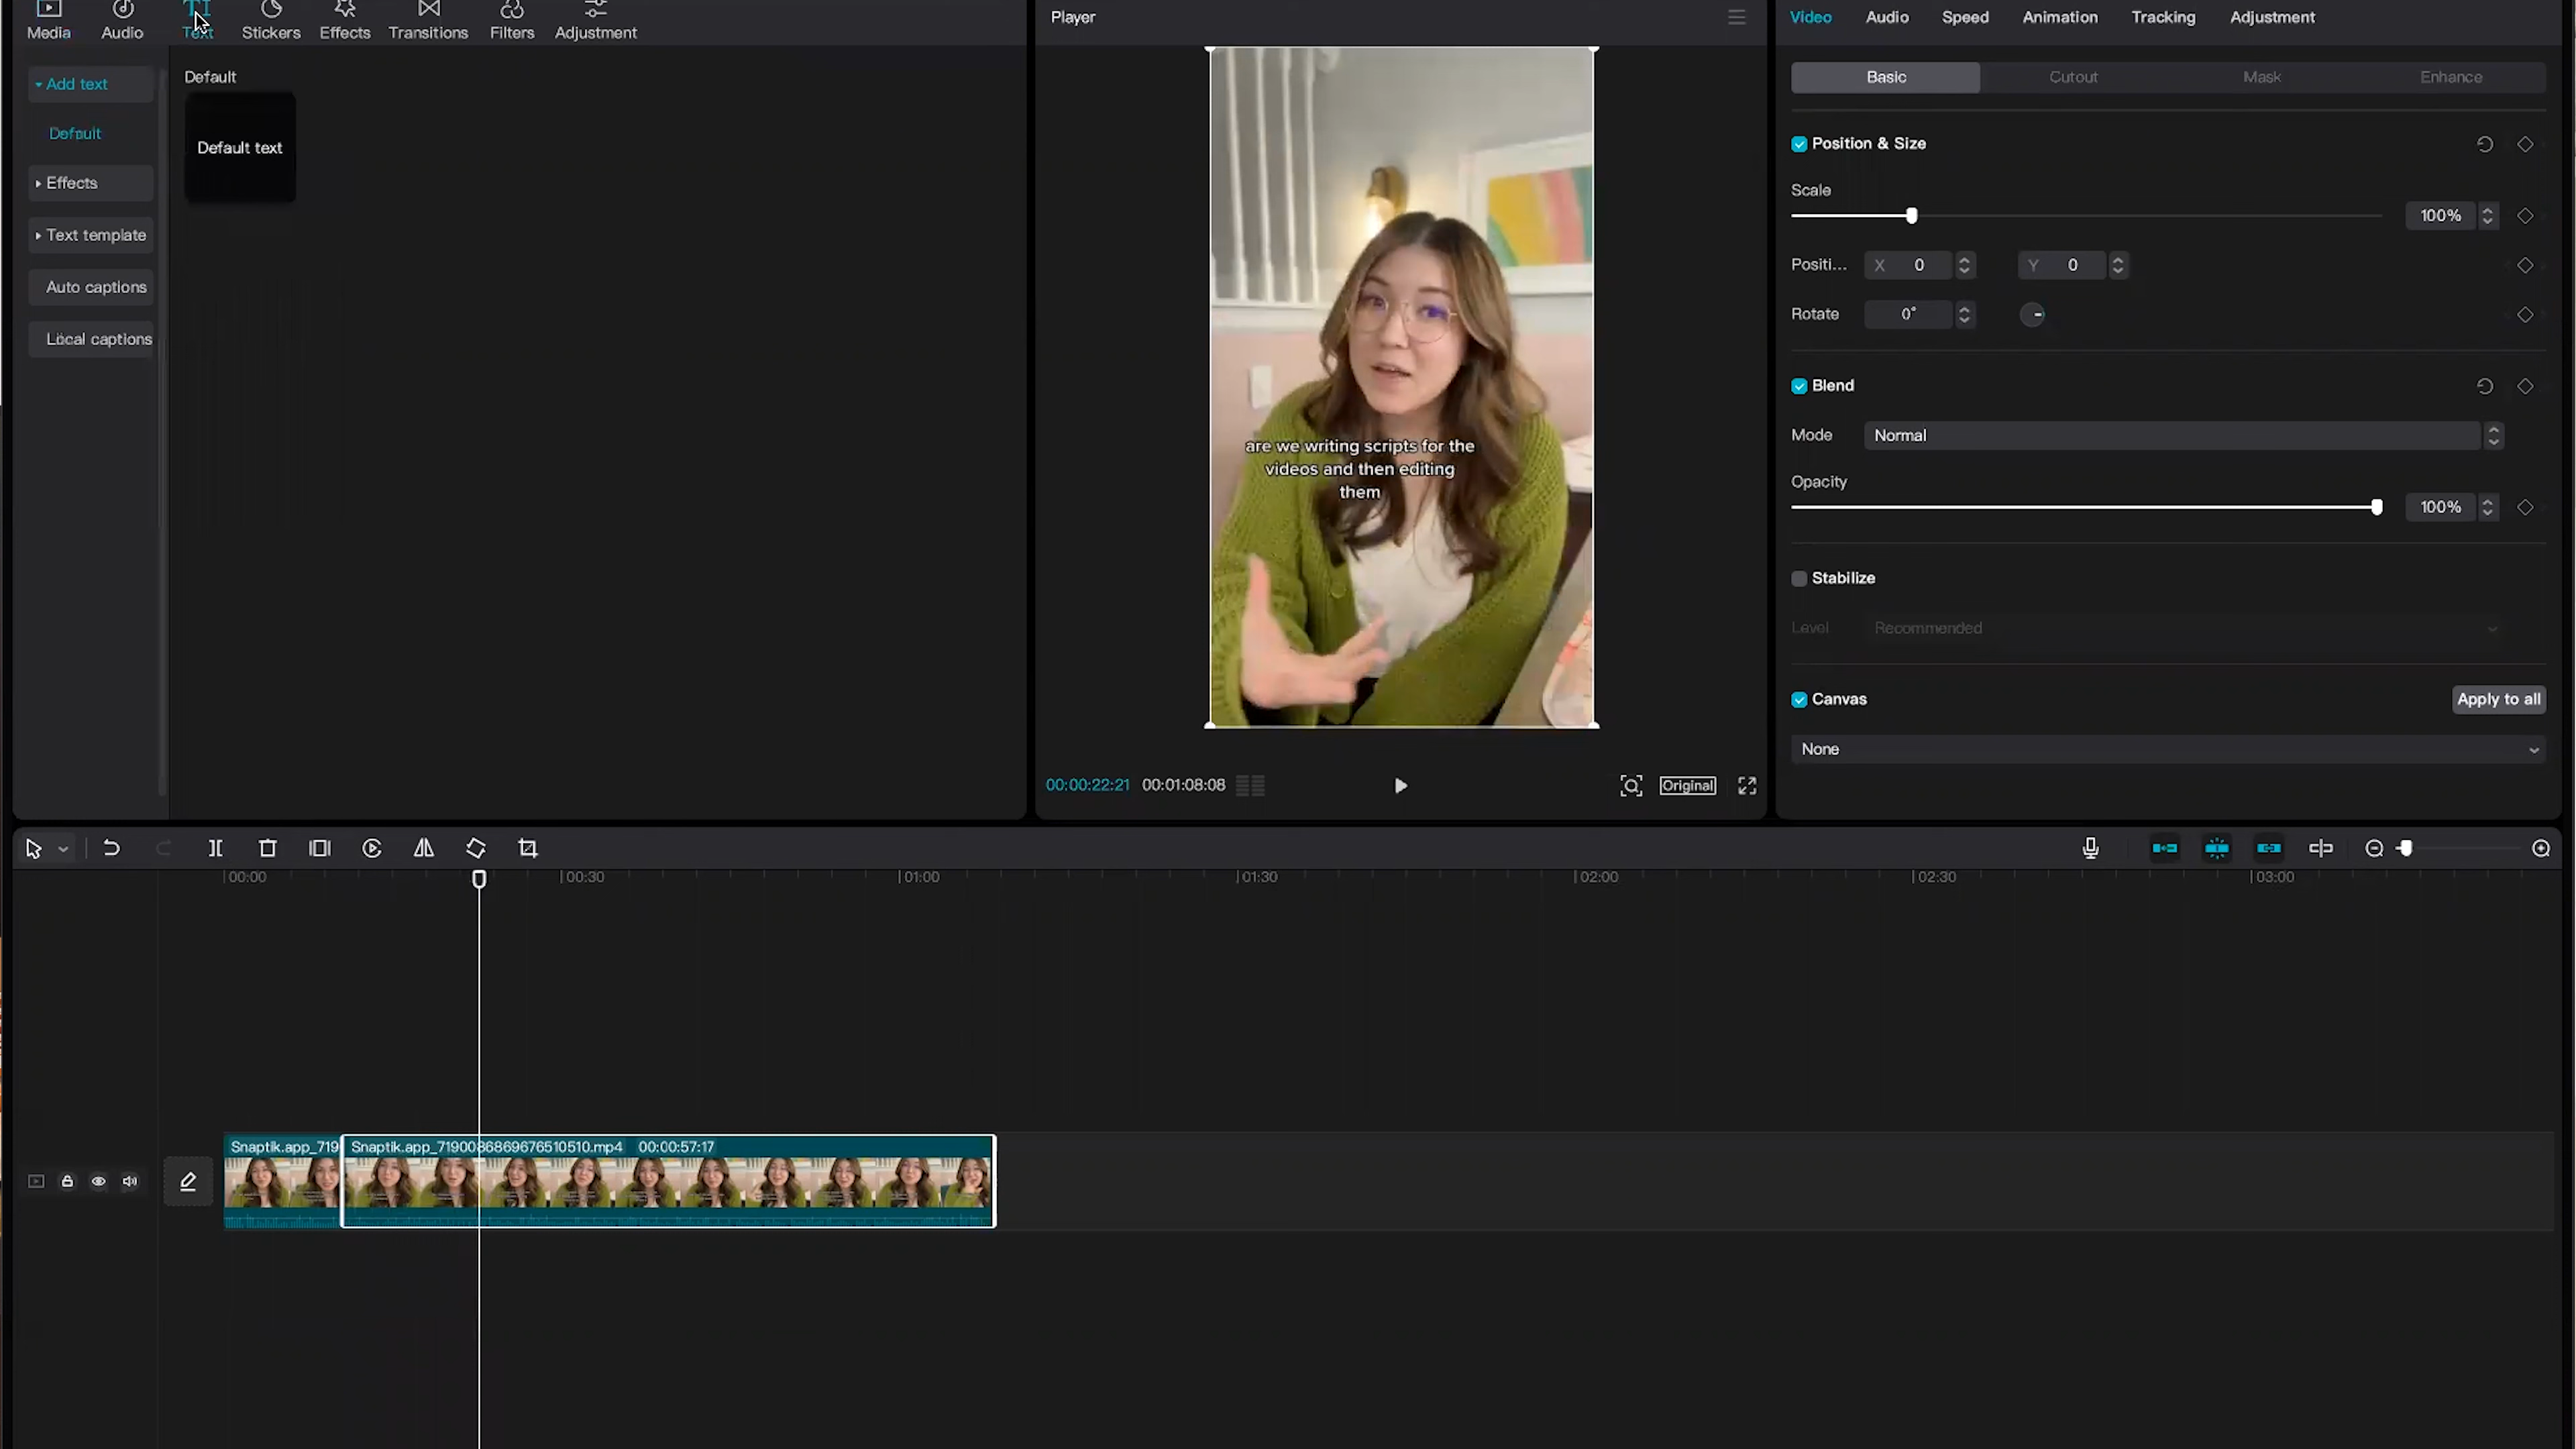 Media
Audio
Text
Stickers
Effects
Transitions
Filters
Adjustment
Add text
Default
Effects
Text template
Auto captions
Local captions
Default
Default text
Player
are we writing scripts for the
videos and then editing
them
00:00:22:21 00:01:08:08
Original
Video
Audio
Speed
Animation
Tracking
Adjustment
Basic
Cutout
Mask
Enhance
Position & Size
Scale
100%
Positi...
X 0
Y 0
Rotate
0°
Blend
Mode
Normal
Opacity
100%
Stabilize
Level
Recommended
Canvas
Apply to all
None
00:00
00:30
01:00
01:30
02:00
02:30
03:00
Snaptik.app_719
Snaptik.app_7190086869676510510.mp4 00:00:57:17